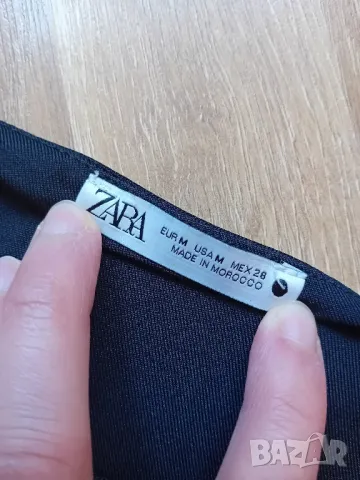 ZARA
EUR M USA M MEX 28
MADE IN MOROCCO
BAZAR